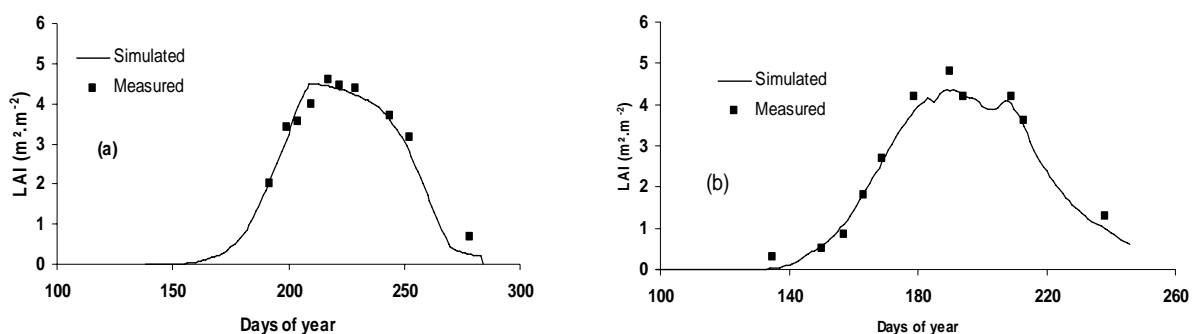 6
5
4
3
2
1
0
LAI (m².m⁻²)
Simulated
Measured
(a)
100 150 200 250 300
Days of year
6
5
4
3
2
1
0
LAI (m².m⁻²)
Simulated
Measured
(b)
100 140 180 220 260
Days of year